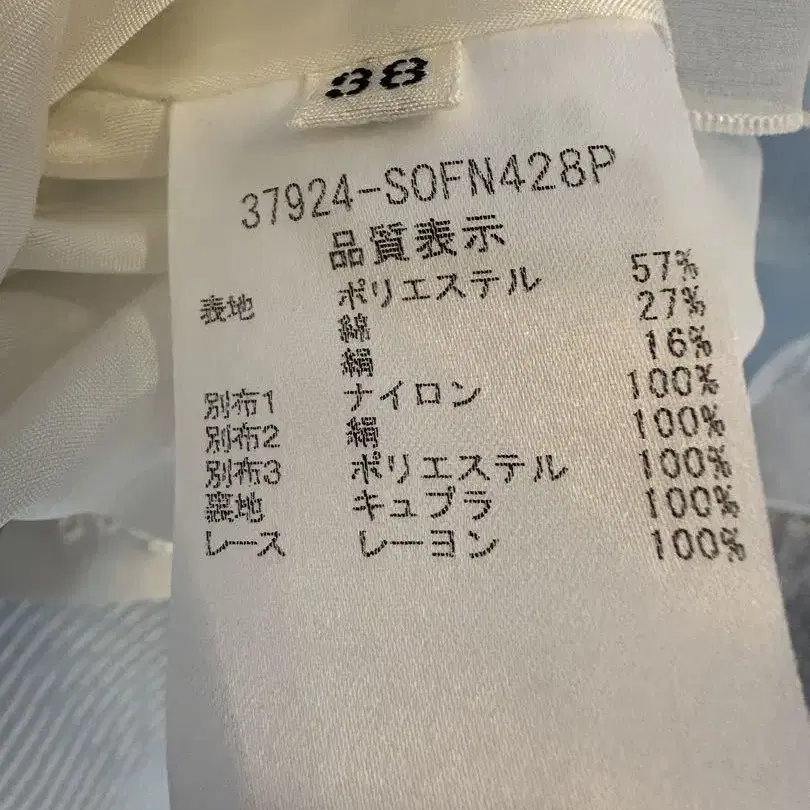 38
37924-SOFN428P
品質表示
表地 ポリエステル 57%
綿 27%
絹 16%
別布1 ナイロン 100%
別布2 絹 100%
別布3 ポリエステル 100%
裏地 キュプラ 100%
レース レーヨン 100%